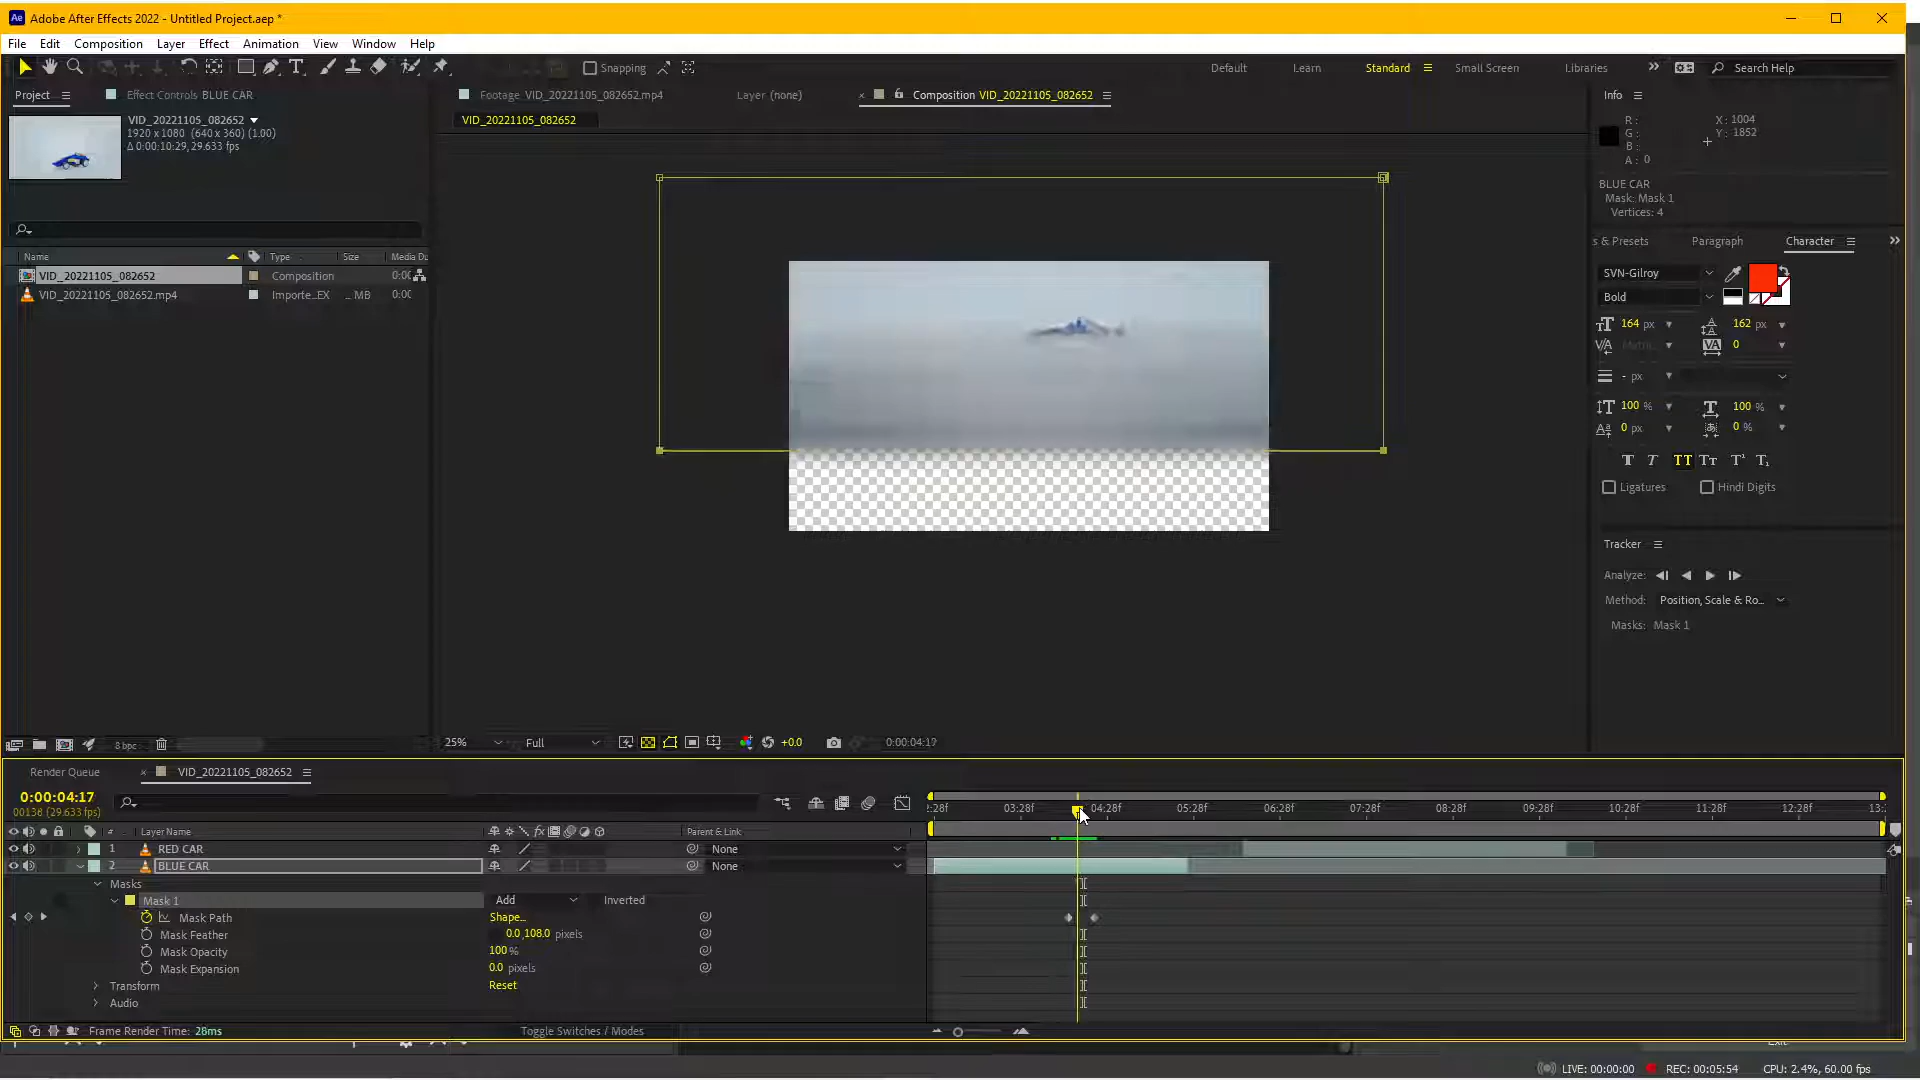 Ae Adobe After Effects 2022 - Untitled Project.aep *
File Edit Composition Layer Effect Animation View Window Help
Snapping
Default Learn Standard Small Screen Libraries Search Help
Project Effect Controls BLUE CAR
Footage VID_20221105_082652.mp4 Layer (none) Composition VID_20221105_082652
VID_20221105_082652
VID_20221105_082652
1920 x 1080 (640 x 360) (1.00)
Δ 0:00:10:29, 29.633 fps
Name Type Size Media Du
VID_20221105_082652 Composition 0:00
VID_20221105_082652.mp4 Importe...EX ... MB 0:00
8 bpc
25% Full +0.0 0:00:04:17
Info
R :
G :
B :
A : 0
X : 1004
Y : 1852
BLUE CAR
Mask: Mask 1
Vertices: 4
s & Presets Paragraph Character
SVN-Gilroy
Bold
164 px 162 px
0
- px
100 % 100 %
0 px 0 %
Ligatures Hindi Digits
Tracker
Analyze:
Method: Position, Scale & Ro...
Masks: Mask 1
Render Queue VID_20221105_082652
0:00:04:17
00138 (29.633 fps)
2:28f 03:28f 04:28f 05:28f 06:28f 07:28f 08:28f 09:28f 10:28f 11:28f 12:28f 13:
# Layer Name Parent & Link
1 RED CAR None
2 BLUE CAR None
Masks
Mask 1 Add Inverted
Mask Path Shape...
Mask Feather 0.0,108.0 pixels
Mask Opacity 100 %
Mask Expansion 0.0 pixels
Transform Reset
Audio
Frame Render Time: 28ms Toggle Switches / Modes
LIVE: 00:00:00 REC: 00:05:54 CPU: 2.4%, 60.00 fps